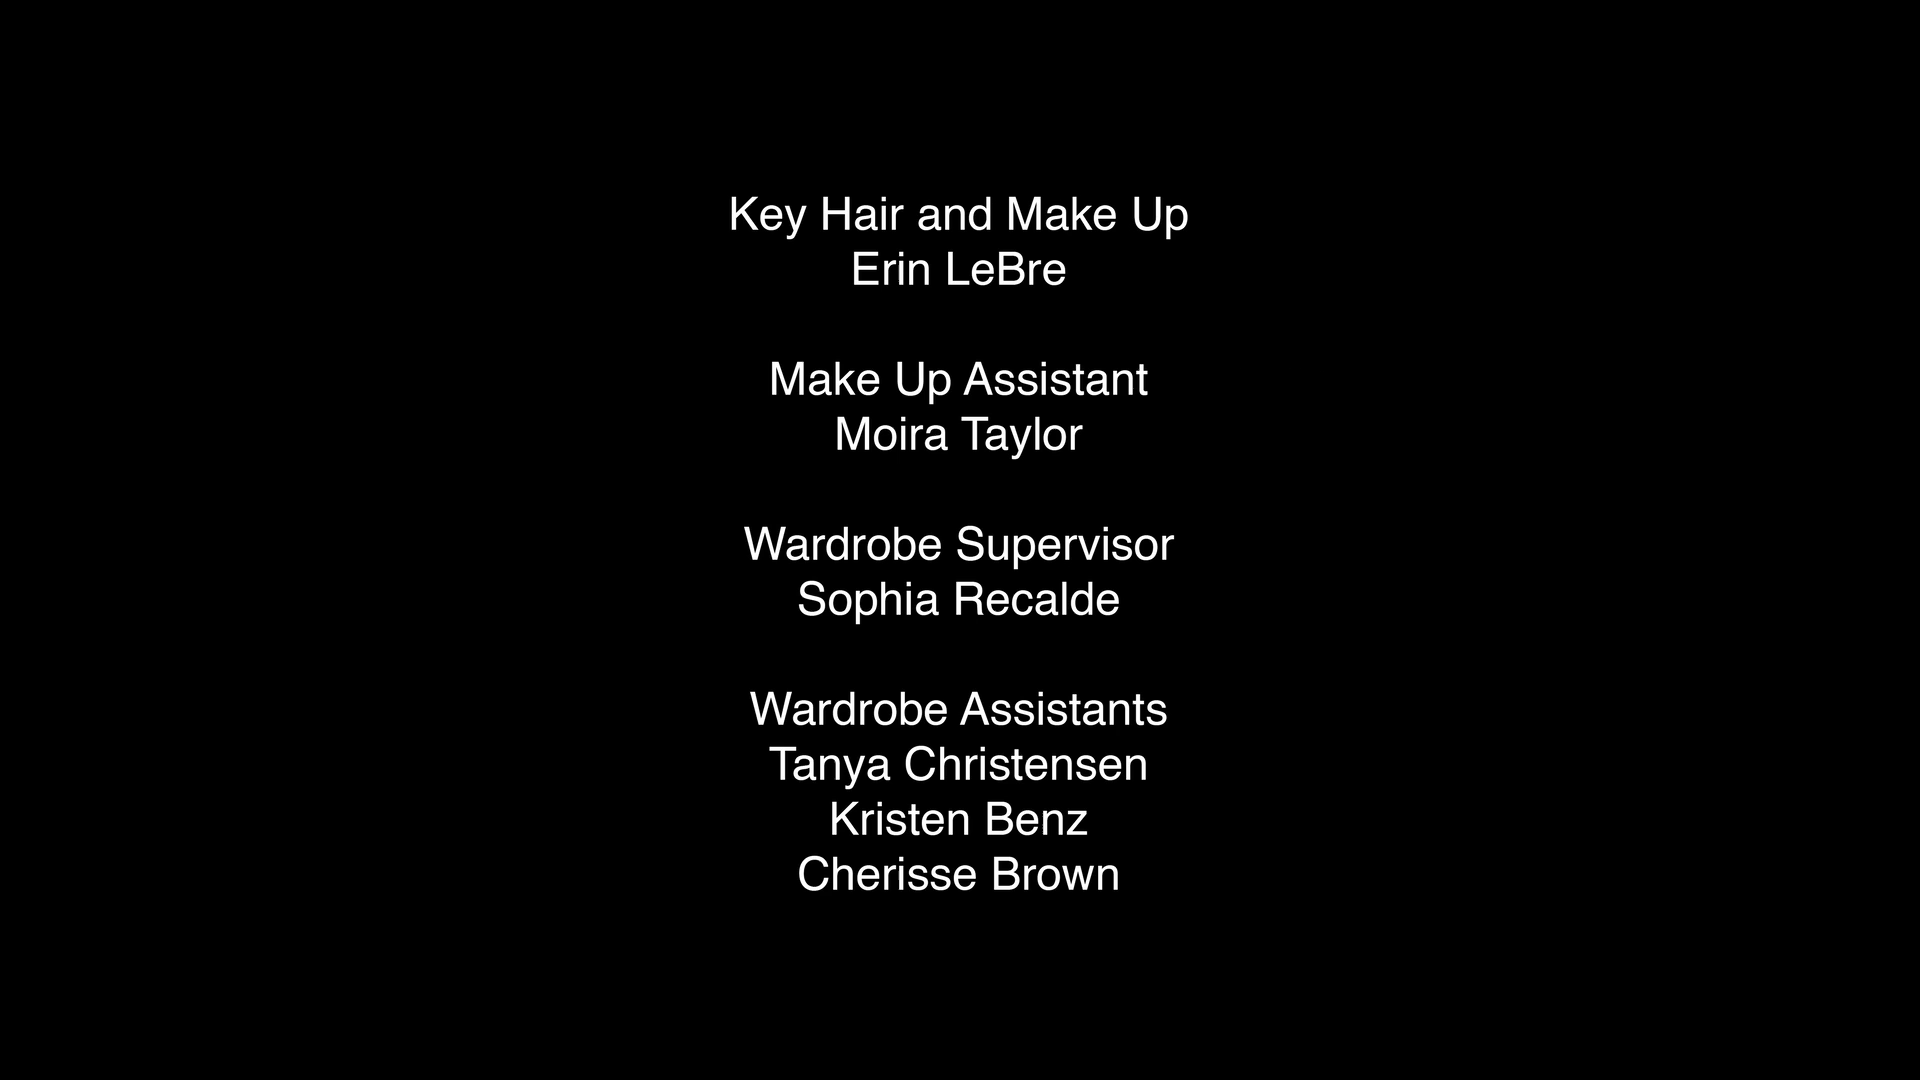 Key Hair and Make Up
Erin LeBre
Make Up Assistant
Moira Taylor
Wardrobe Supervisor
Sophia Recalde
Wardrobe Assistants
Tanya Christensen
Kristen Benz
Cherisse Brown